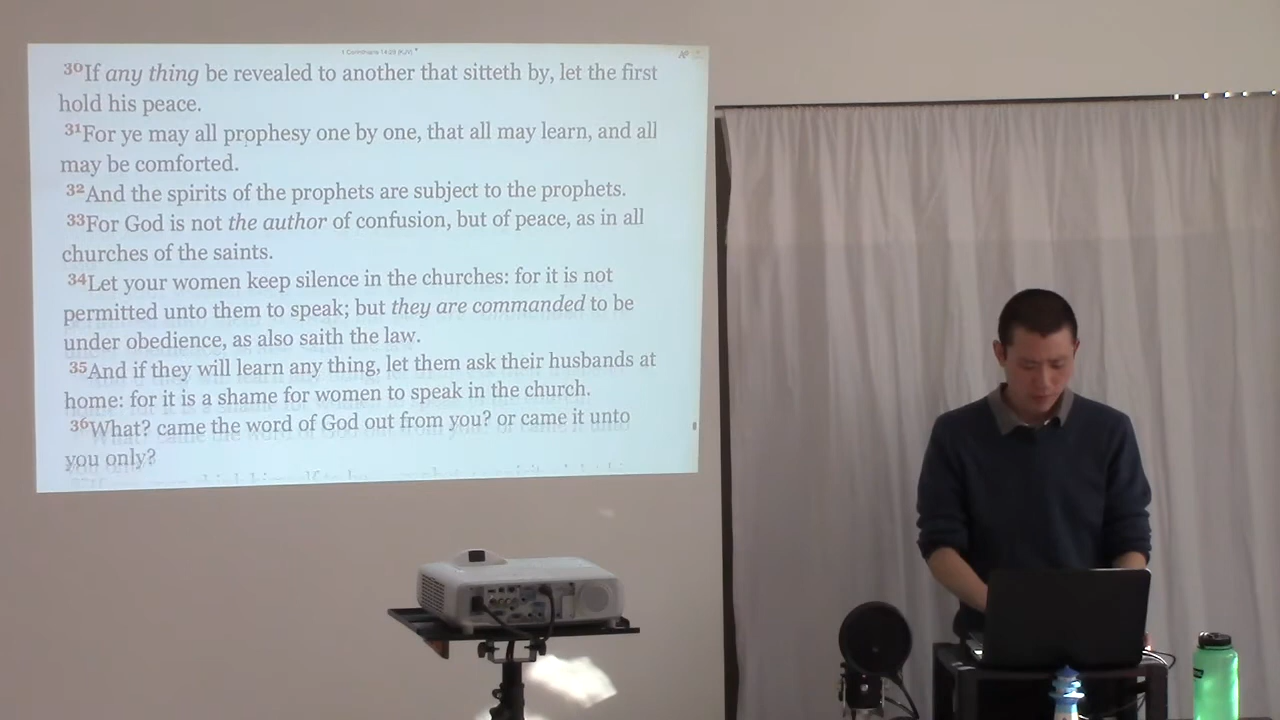 1 Corinthians 14:29 (KJV)
30If any thing be revealed to another that sitteth by, let the first
hold his peace.
31For ye may all prophesy one by one, that all may learn, and all
may be comforted.
32And the spirits of the prophets are subject to the prophets.
33For God is not the author of confusion, but of peace, as in all
churches of the saints.
34Let your women keep silence in the churches: for it is not
permitted unto them to speak; but they are commanded to be
under obedience, as also saith the law.
35And if they will learn any thing, let them ask their husbands at
home: for it is a shame for women to speak in the church.
36What? came the word of God out from you? or came it unto
you only?